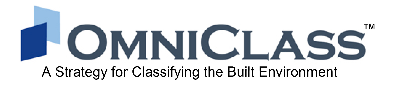 OMNICLASS™
A Strategy for Classifying the Built Environment